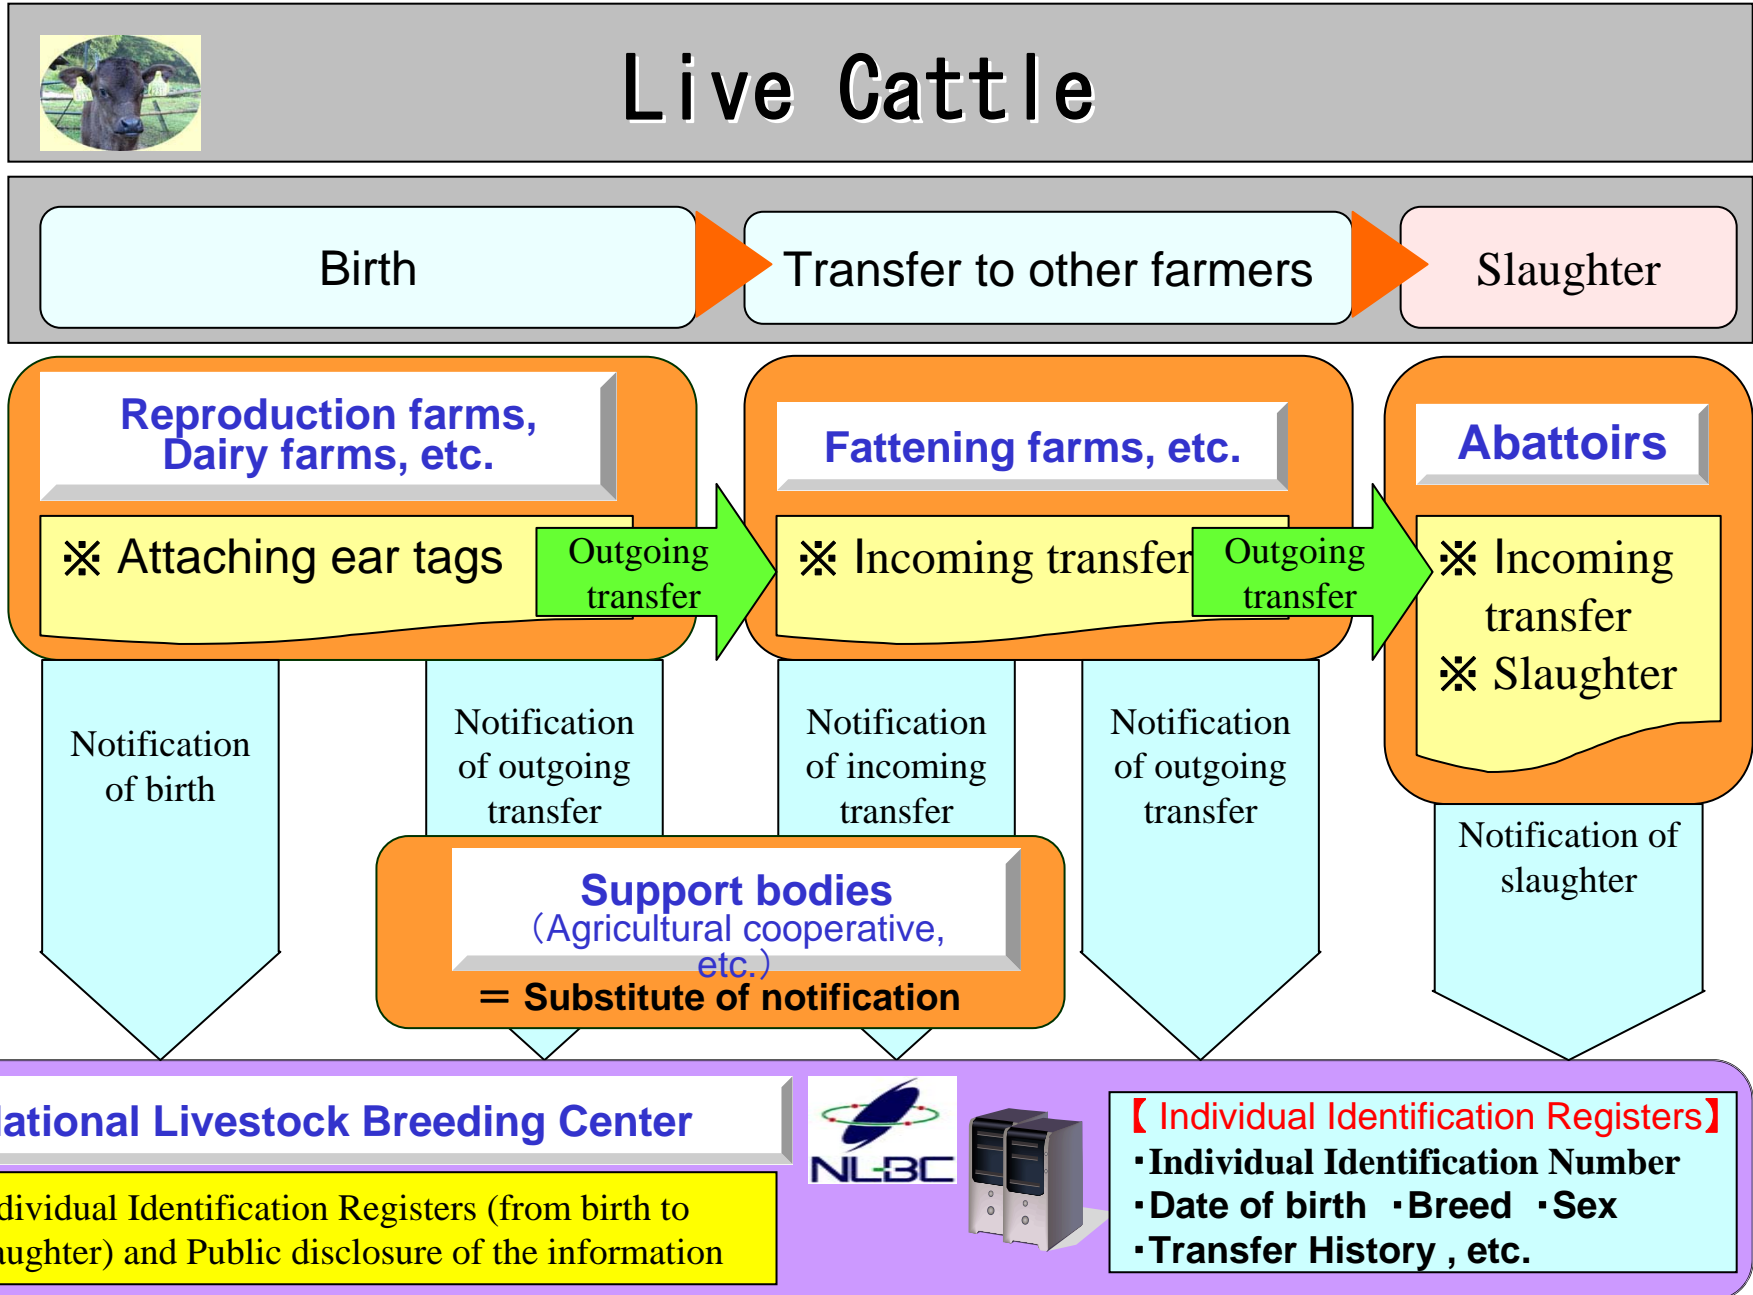 Live Cattle
Birth
Transfer to other farmers
Slaughter
Reproduction farms,
Dairy farms, etc.
Fattening farms, etc.
Abattoirs
※ Attaching ear tags
Outgoing
transfer
※ Incoming transfer
Outgoing
transfer
※ Incoming
transfer
※ Slaughter
Notification
of birth
Notification
of outgoing
transfer
Notification
of incoming
transfer
Notification
of outgoing
transfer
Notification of
slaughter
Support bodies
（Agricultural cooperative,
etc.）
＝ Substitute of notification
National Livestock Breeding Center
NLBC
dividual Identification Registers (from birth to
aughter) and Public disclosure of the information
【 Individual Identification Registers】
・Individual Identification Number
・Date of birth ・Breed ・Sex
・Transfer History , etc.